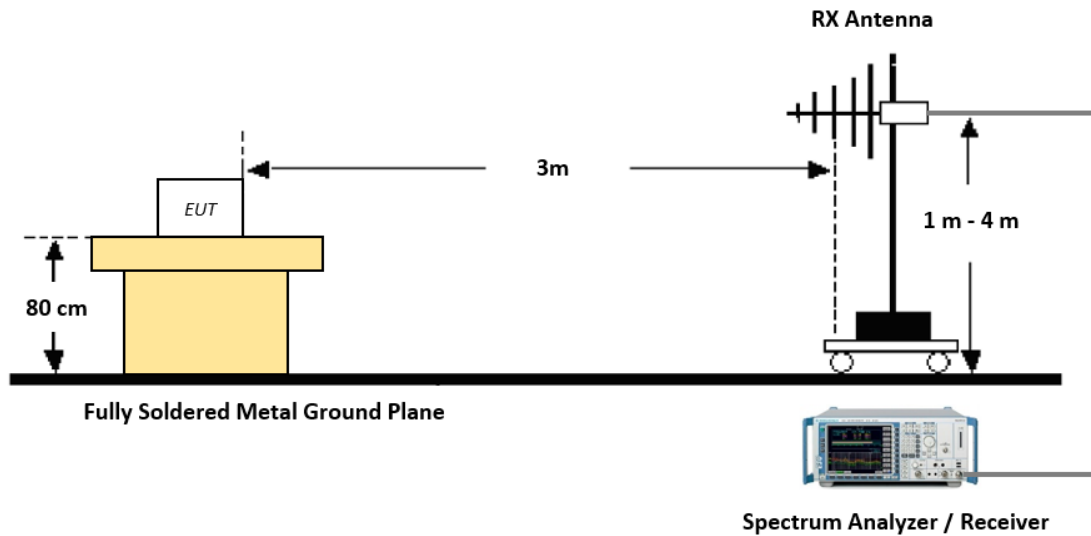 RX Antenna
3m
EUT
1 m - 4 m
80 cm
Fully Soldered Metal Ground Plane
Spectrum Analyzer / Receiver